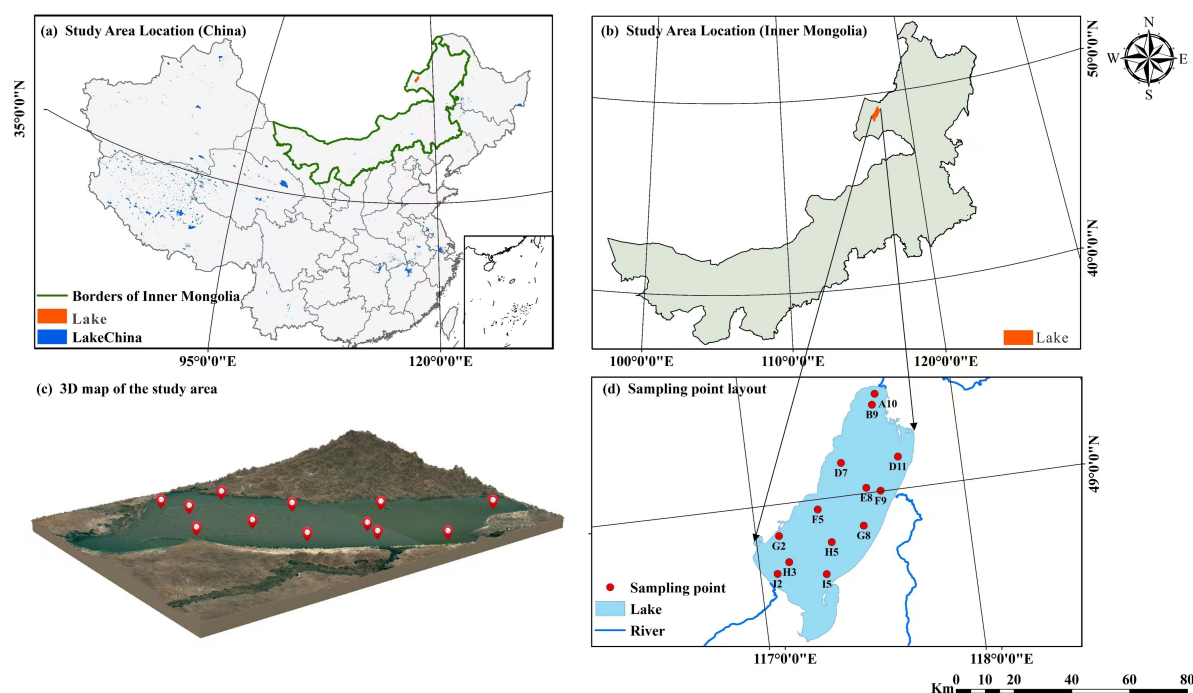 (a) Study Area Location (China)
35°0'0"N
Borders of Inner Mongolia
Lake
LakeChina
95°0'0"E
120°0'0"E
(b) Study Area Location (Inner Mongolia)
50°0'0"N
40°0'0"N
Lake
100°0'0"E
110°0'0"E
120°0'0"E
N
W
E
S
(c) 3D map of the study area
(d) Sampling point layout
A10
B9
D7
D11
E8
F9
F5
G8
G2
H5
H3
I2
I5
49°0'0"N
Sampling point
Lake
River
117°0'0"E
118°0'0"E
Km
0 10 20 40 60 80